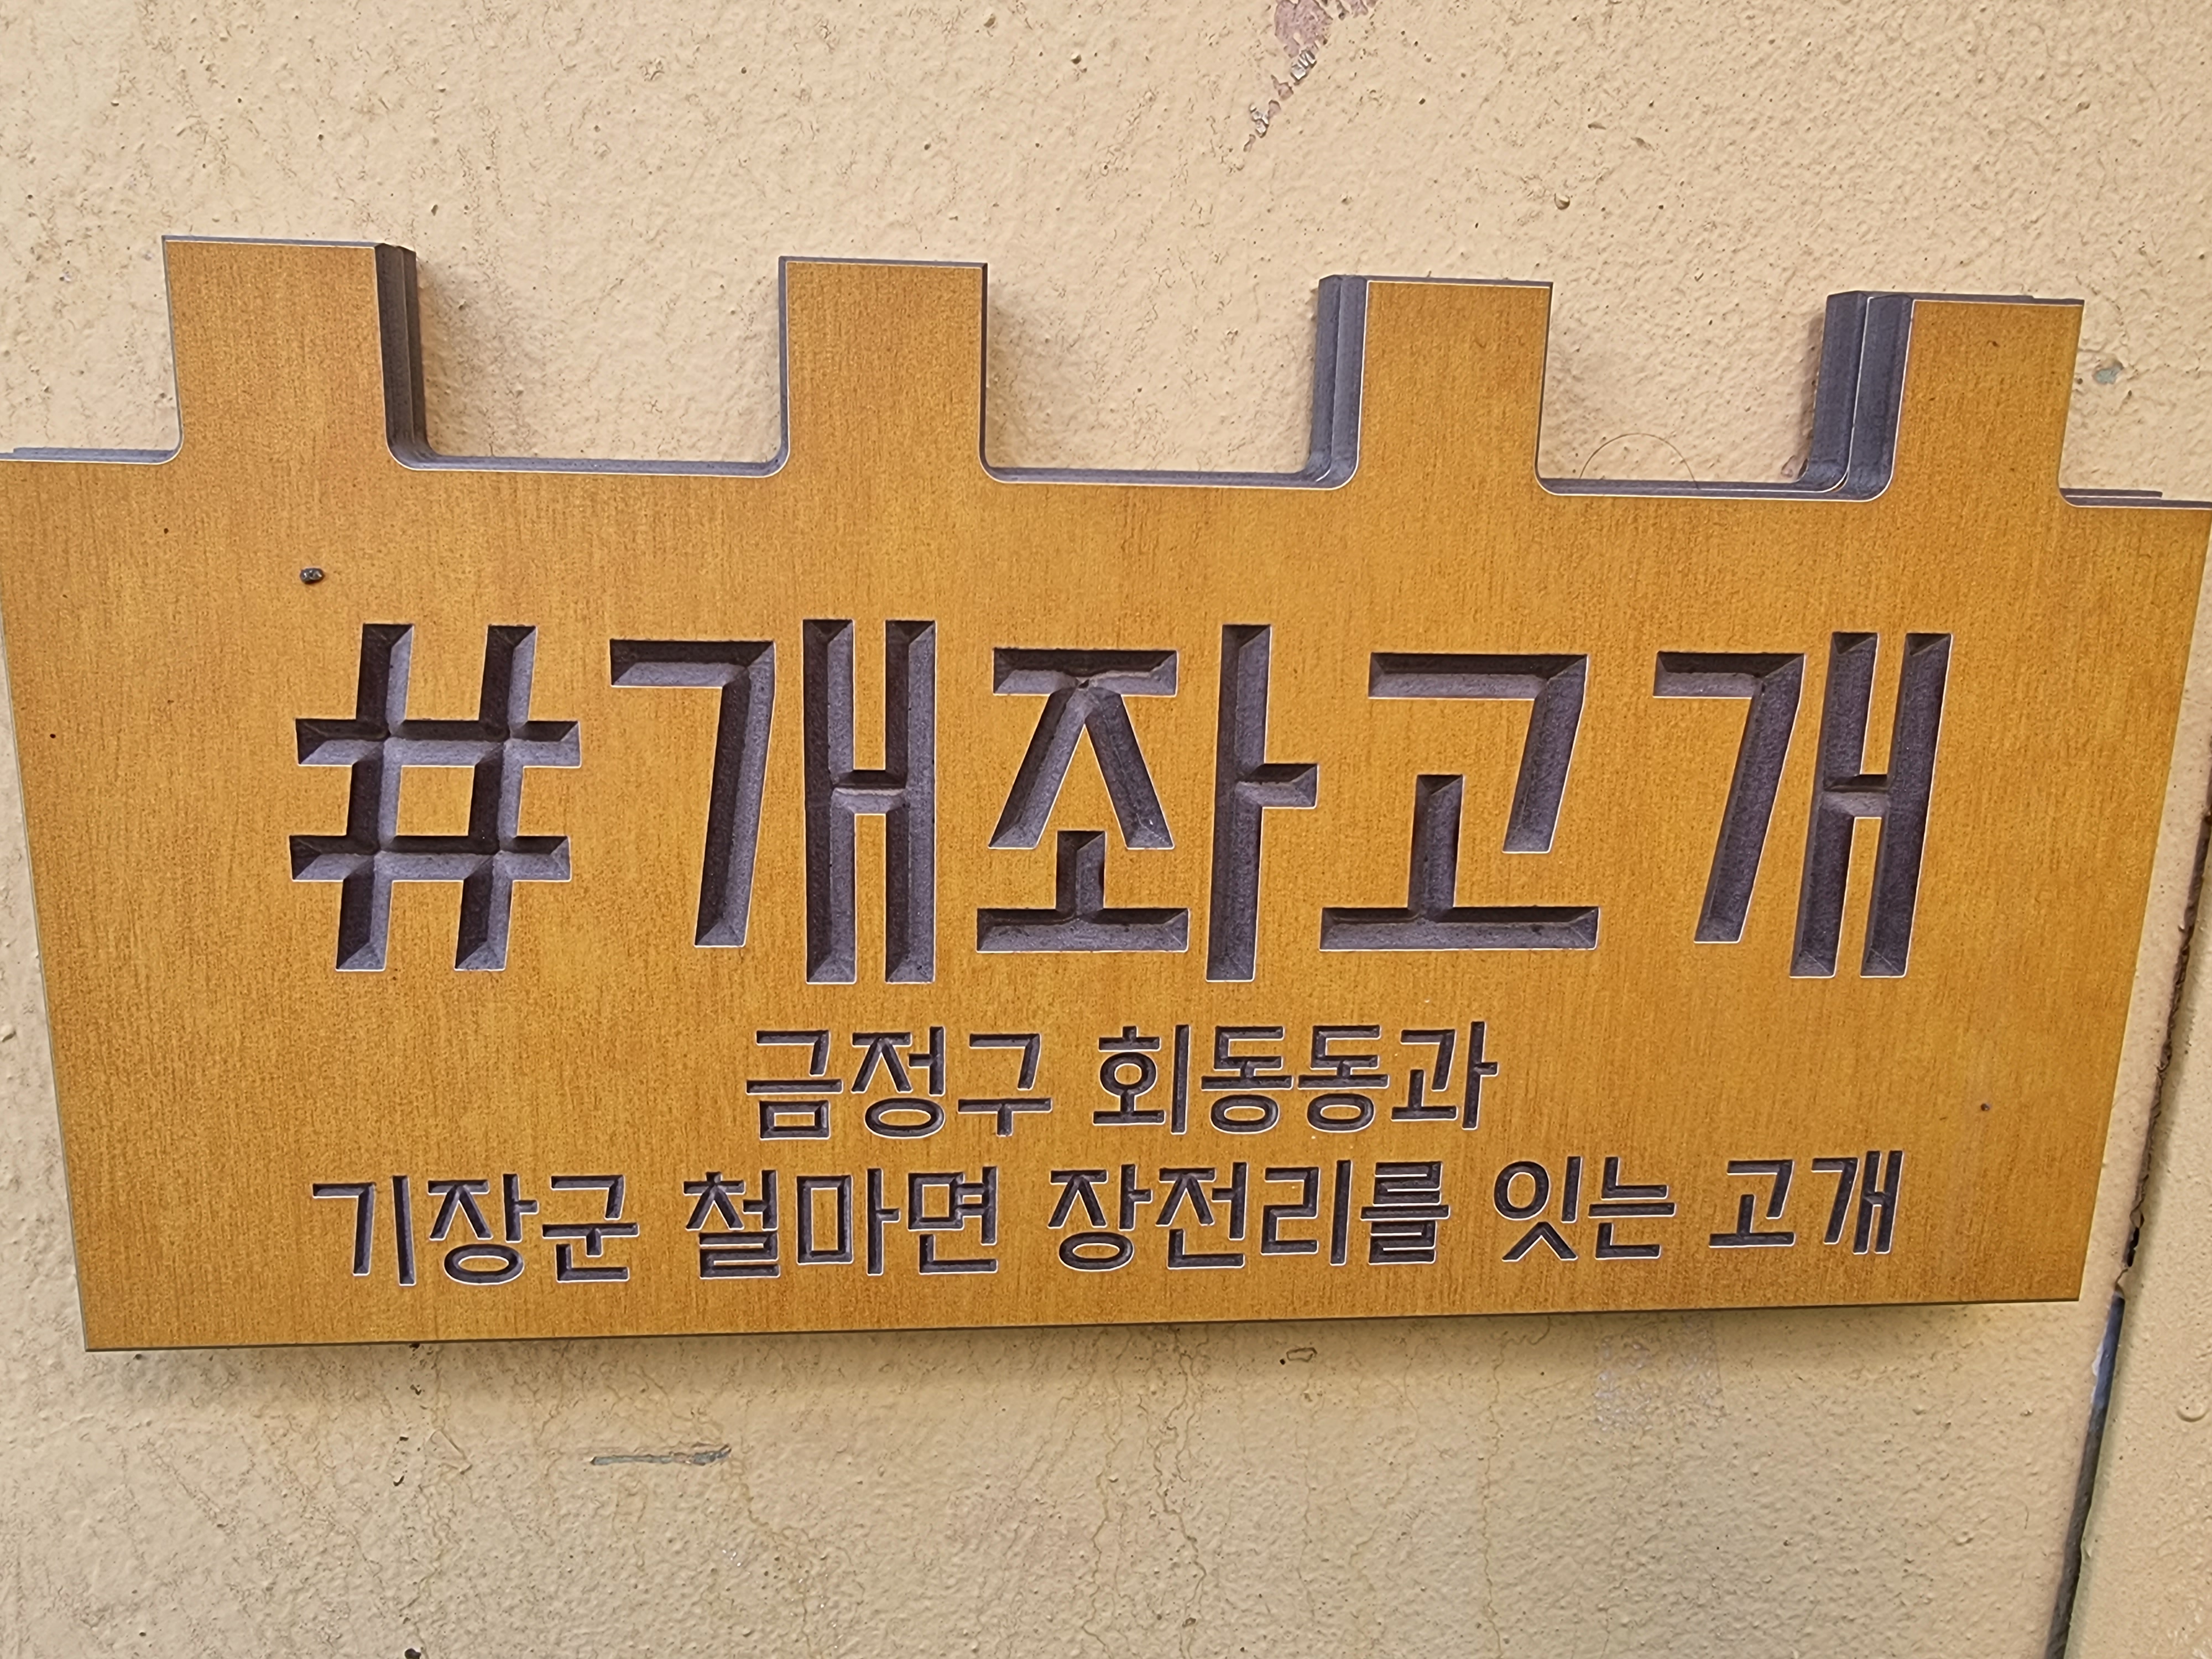 #개좌고개
금정구 회동동과
기장군 철마면 장전리를 잇는 고개